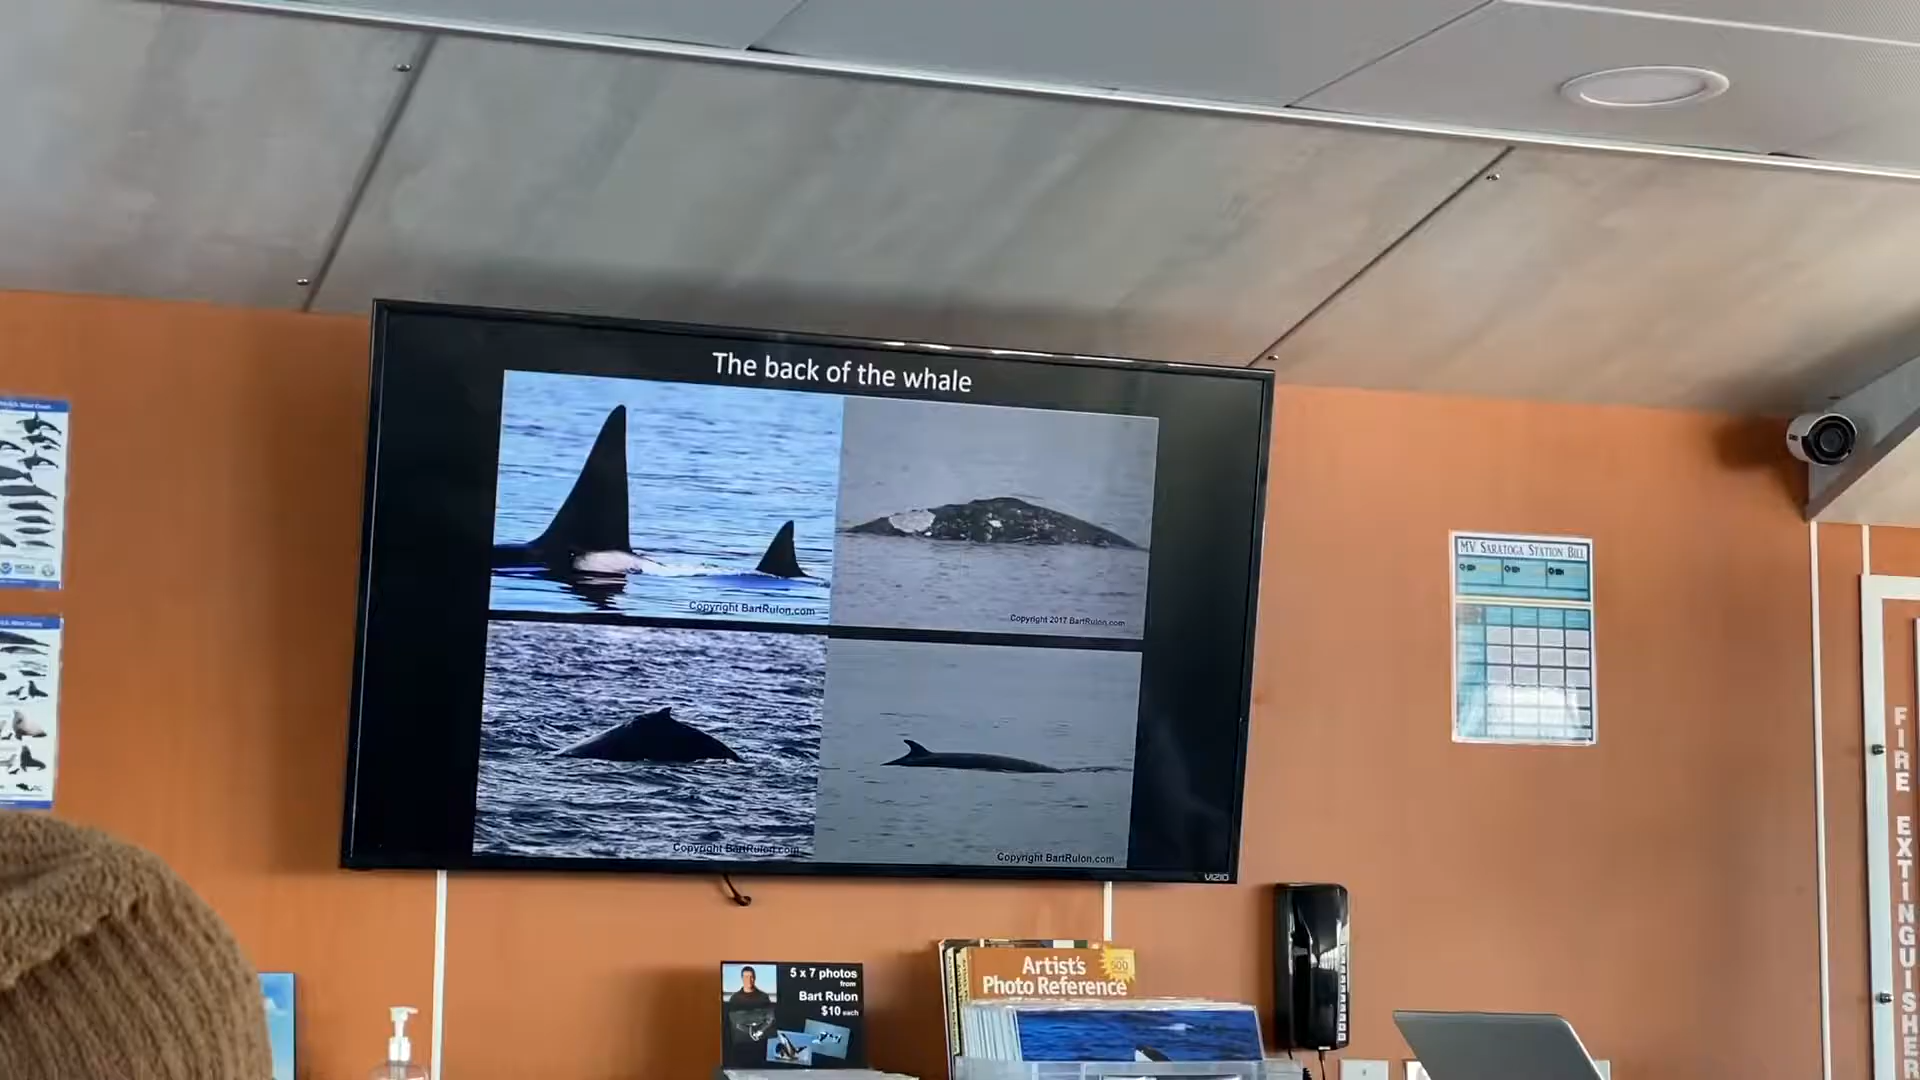 The back of the whale
Copyright BartRulon.com
Copyright 2017 BartRulon.com
Copyright BartRulon.com
Copyright BartRulon.com
VIZIO
MV SARATOGA STATION BILL
FIRE EXTINGUISHER
5 x 7 photos
from
Bart Rulon
$10 each
Artist's
Photo Reference
500